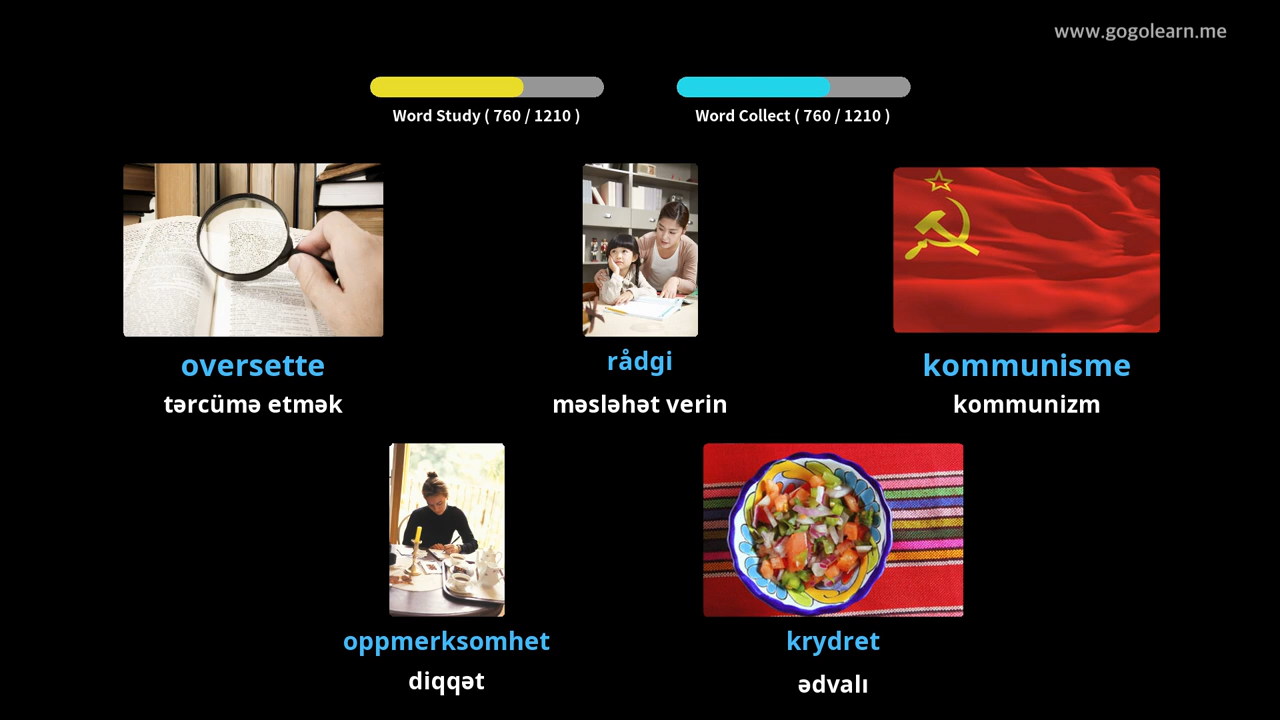 www.gogolearn.me
Word Study ( 760 / 1210 )
Word Collect ( 760 / 1210 )
oversette
rådgi
kommunisme
tərcümə etmək
məsləhət verin
kommunizm
oppmerksomhet
krydret
diqqət
ədvalı